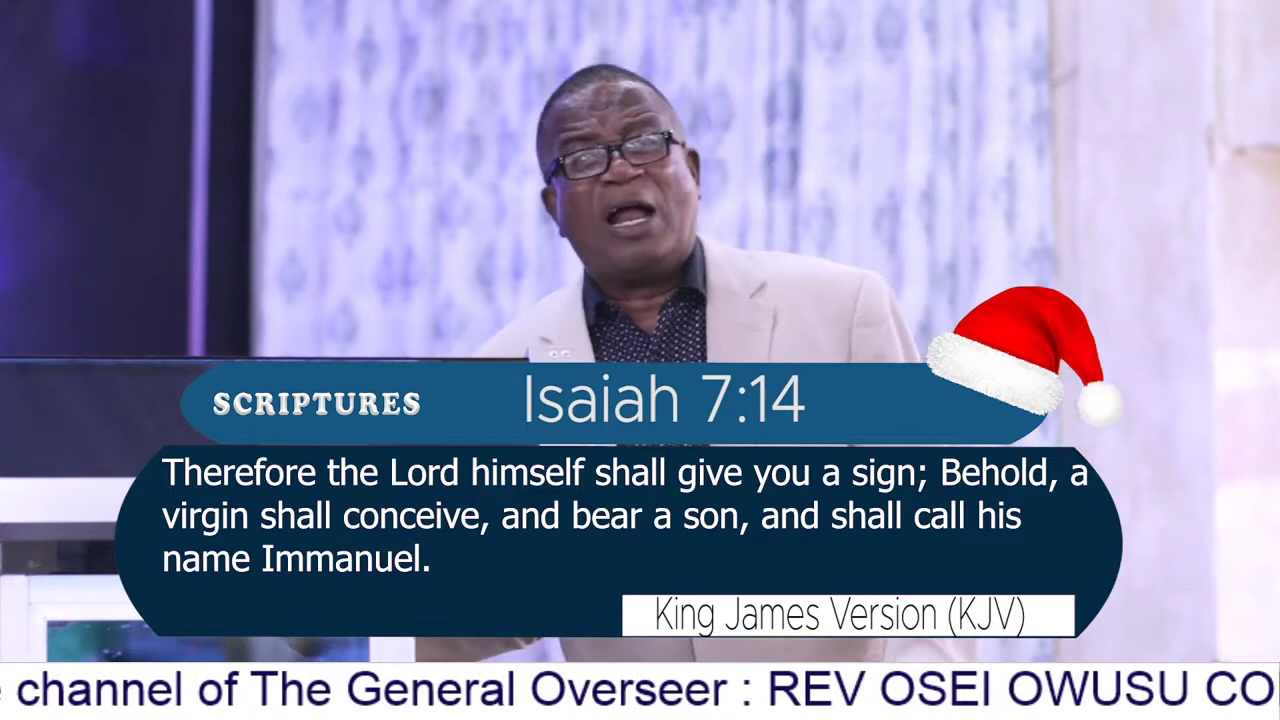 SCRIPTURES
Isaiah 7:14
Therefore the Lord himself shall give you a sign; Behold, a
virgin shall conceive, and bear a son, and shall call his
name Immanuel.
King James Version (KJV)
channel of The General Overseer : REV OSEI OWUSU CO